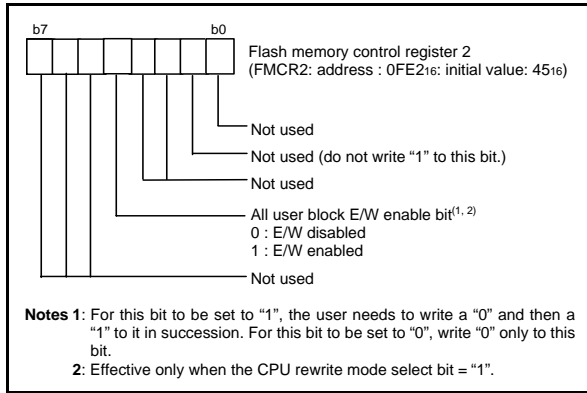 b7 b0
Flash memory control register 2
(FMCR2: address : 0FE216: initial value: 4516)
Not used
Not used (do not write “1” to this bit.)
Not used
All user block E/W enable bit(1, 2)
0 : E/W disabled
1 : E/W enabled
Not used
Notes 1: For this bit to be set to “1”, the user needs to write a “0” and then a
“1” to it in succession. For this bit to be set to “0”, write “0” only to this
bit.
2: Effective only when the CPU rewrite mode select bit = “1”.